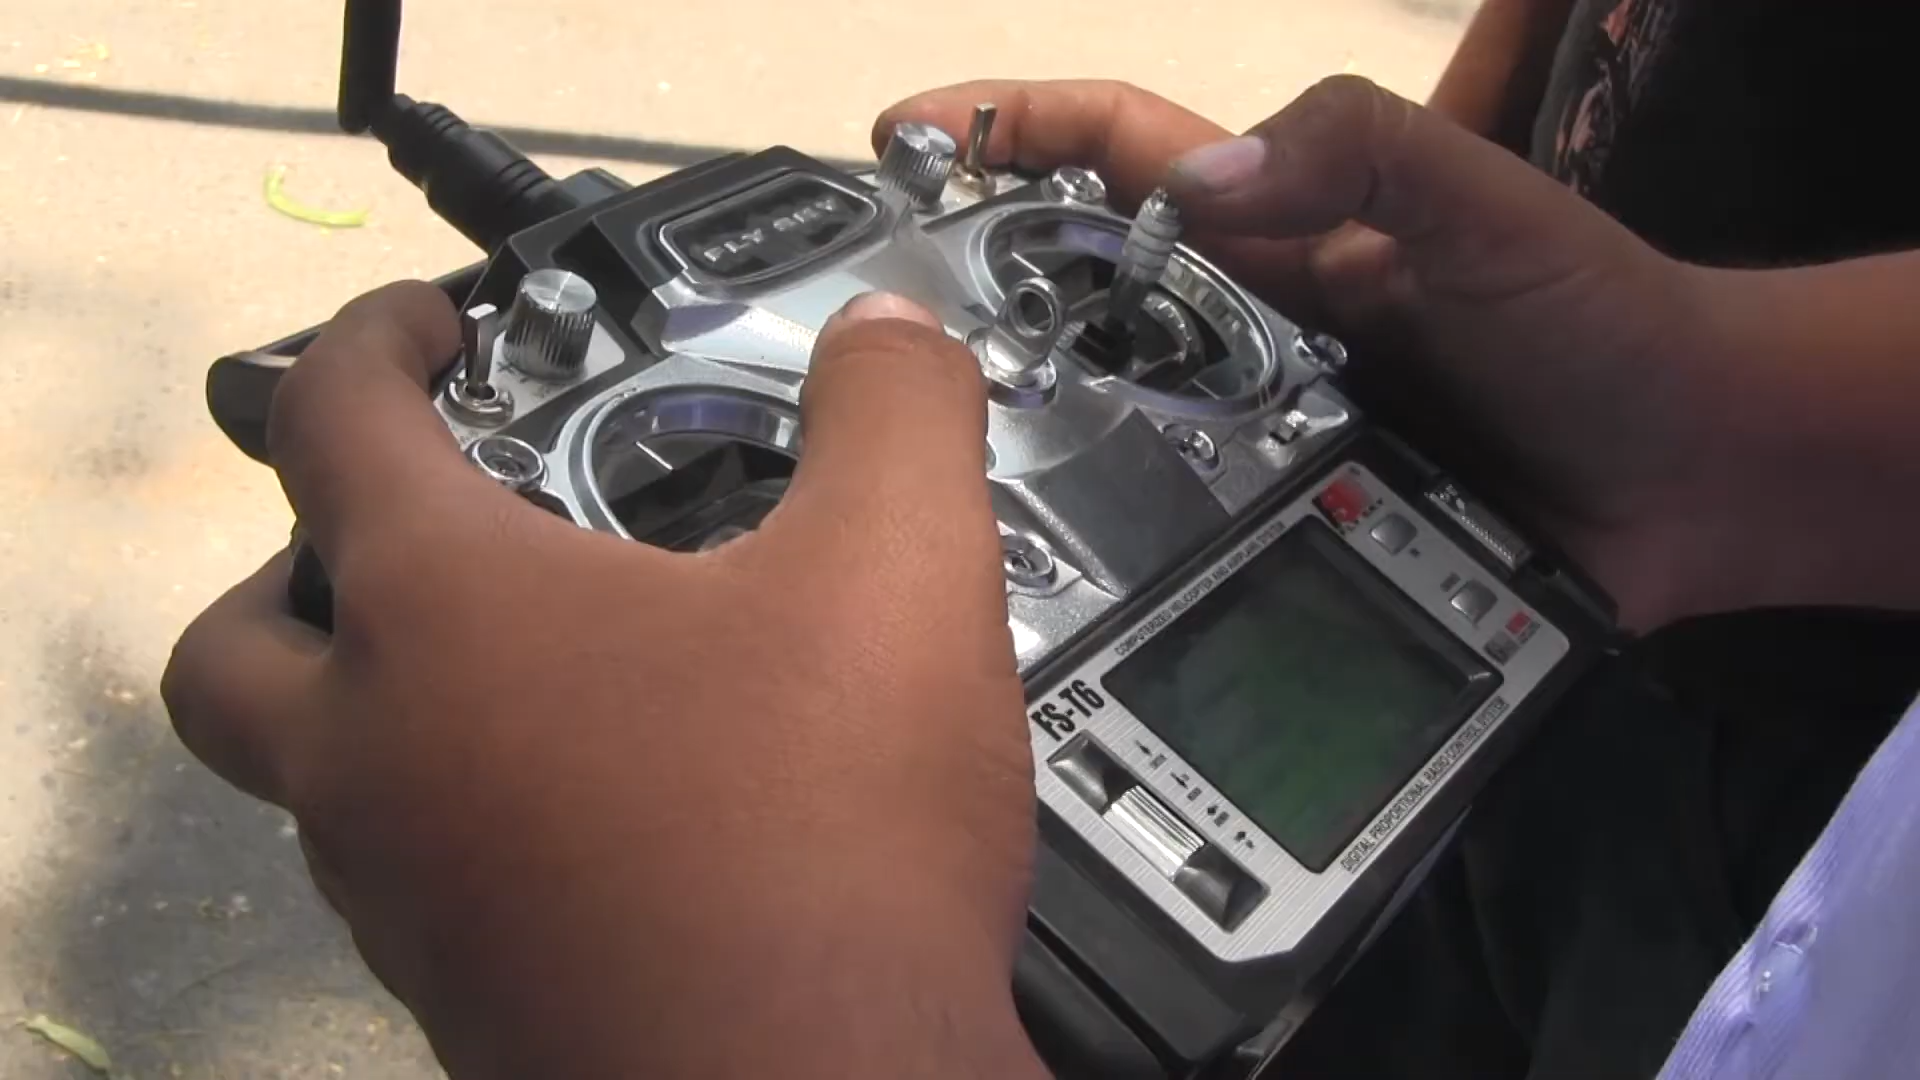 FLY SKY
COMPUTERIZED HELICOPTER AND AIRPLANE SYSTEM
FS-T6
DIGITAL PROPORTIONAL RADIO CONTROL SYSTEM